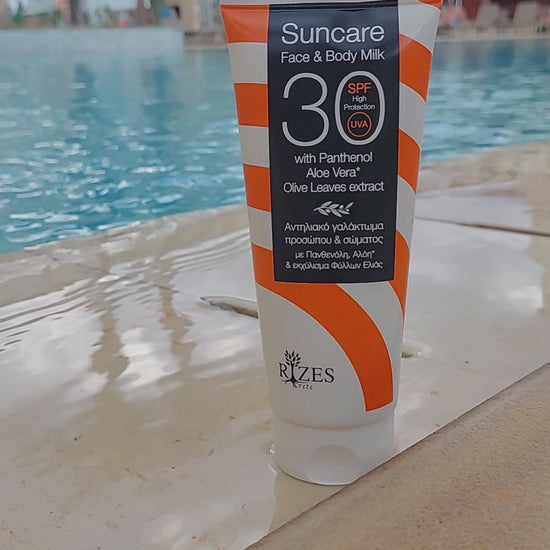 Suncare
Face & Body Milk
30
SPF
High
Protection
UVA
with Panthenol
Aloe Vera*
Olive Leaves extract
Αντηλιακό γαλάκτωμα
προσώπου & σώματος
με Πανθενόλη, Αλόη*
& εκχύλισμα Φύλλων Ελιάς
RIZES
Crete